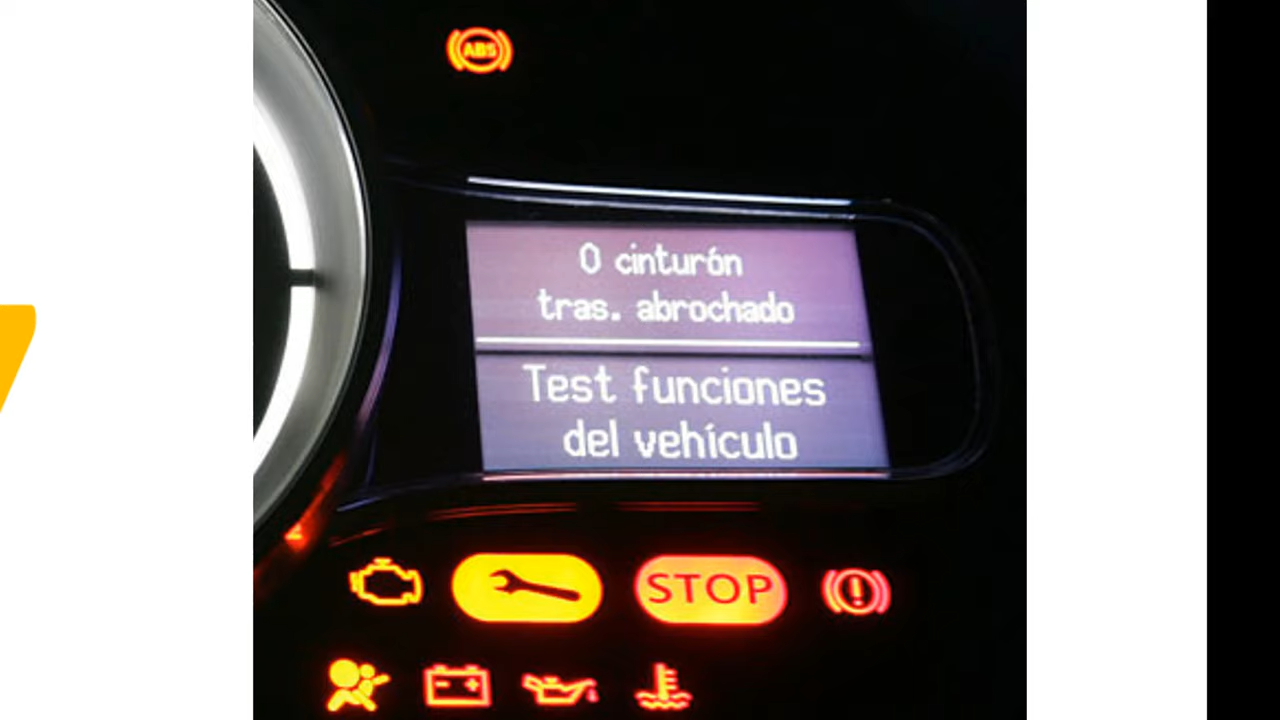 ABS
0 cinturón
tras. abrochado
Test funciones
del vehículo
STOP